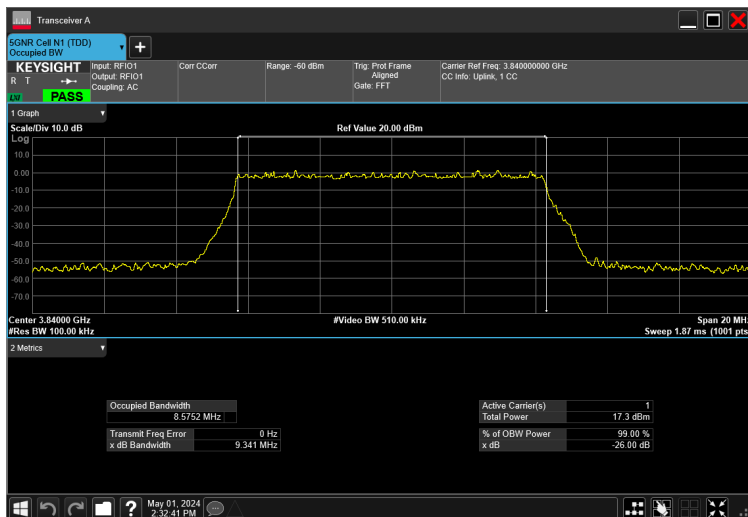 Transceiver A
5GNR Cell N1 (TDD)
Occupied BW
+
KEYSIGHT
R T
LXI
PASS
Input: RFIO1
Output: RFIO1
Coupling: AC
Corr CCorr
Range: -60 dBm
Trig: Prot Frame
Aligned
Gate: FFT
Carrier Ref Freq: 3.840000000 GHz
CC Info: Uplink, 1 CC
1 Graph
Scale/Div 10.0 dB
Ref Value 20.00 dBm
Log
10.0
0.00
-10.0
-20.0
-30.0
-40.0
-50.0
-60.0
-70.0
Center 3.84000 GHz
#Video BW 510.00 kHz
Span 20 MH
#Res BW 100.00 kHz
Sweep 1.87 ms (1001 pts
2 Metrics
Occupied Bandwidth
8.5752 MHz
Transmit Freq Error 0 Hz
x dB Bandwidth 9.341 MHz
Active Carrier(s) 1
Total Power 17.3 dBm
% of OBW Power 99.00 %
x dB -26.00 dB
?
May 01, 2024
2:32:41 PM